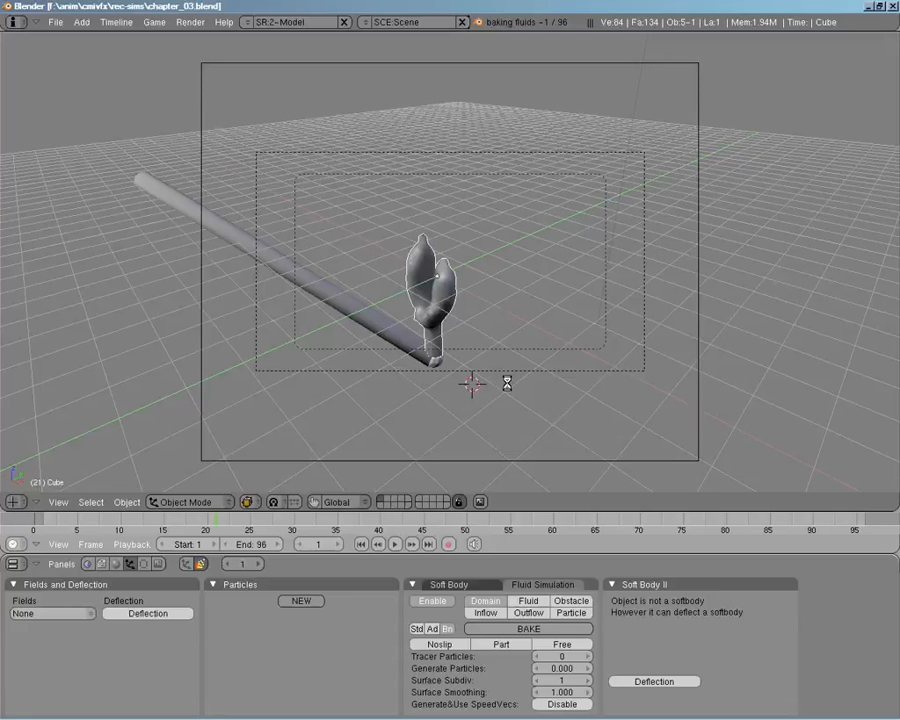 Blender [f:\anim\cmivfx\rec-sims\chapter_03.blend]
File Add Timeline Game Render Help SR:2-Model SCE:Scene baking fluids -1 / 96 Ve:84 | Fa:134 | Ob:5-1 | La:1 | Mem:1.94M | Time: | Cube
(21) Cube
View Select Object Object Mode Global
0 5 10 15 20 25 30 35 40 45 50 55 60 65 70 75 80 85 90 95
View Frame Playback Start: 1 End: 96 1
Panels 1
Fields and Deflection Particles Soft Body Fluid Simulation Soft Body II
Fields Deflection NEW Enable Domain Fluid Obstacle Object is not a softbody
None Deflection Inflow Outflow Particle However it can deflect a softbody
Std Ad Bn BAKE
Noslip Part Free
Tracer Particles: 0
Generate Particles: 0.000
Surface Subdiv: 1 Deflection
Surface Smoothing: 1.000
Generate&Use SpeedVecs: Disable